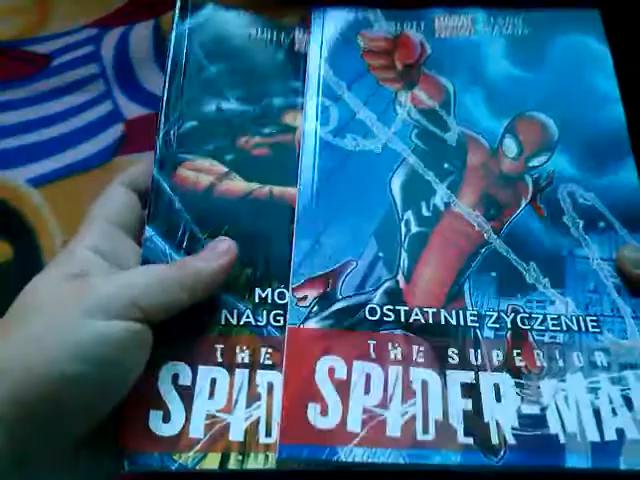 MÓ
NAJG
THE
SPID
OSTATNIE ŻYCZENIE
THE SUPERIOR
SPIDER-MA